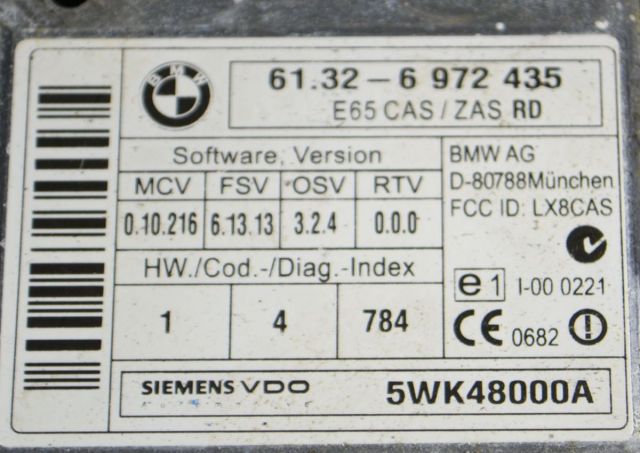 BMW
61.32-6 972 435
E65 CAS / ZAS RD
Software, Version
MCV FSV OSV RTV
0.10.216 6.13.13 3.2.4 0.0.0
HW./Cod.-/Diag.-Index
1 4 784
BMW AG
D-80788München
FCC ID: LX8CAS
e1 I-00 0221
CE 0682
SIEMENS VDO 5WK48000A